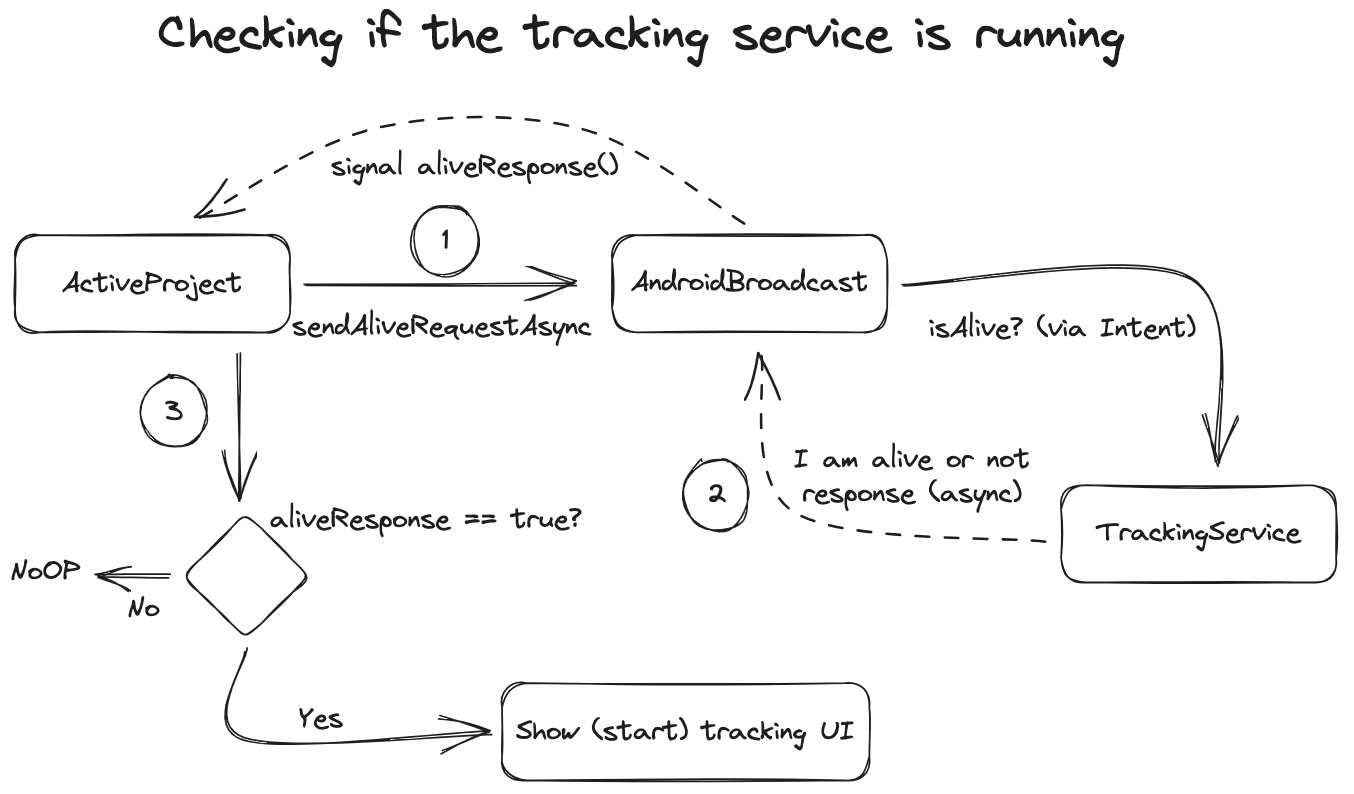 Checking if the tracking service is running
signal aliveResponse()
1
ActiveProject
AndroidBroadcast
sendAliveRequestAsync
isAlive? (via Intent)
3
I am alive or not
response (async)
2
aliveResponse == true?
TrackingService
NoOP
No
Yes
Show (start) tracking UI